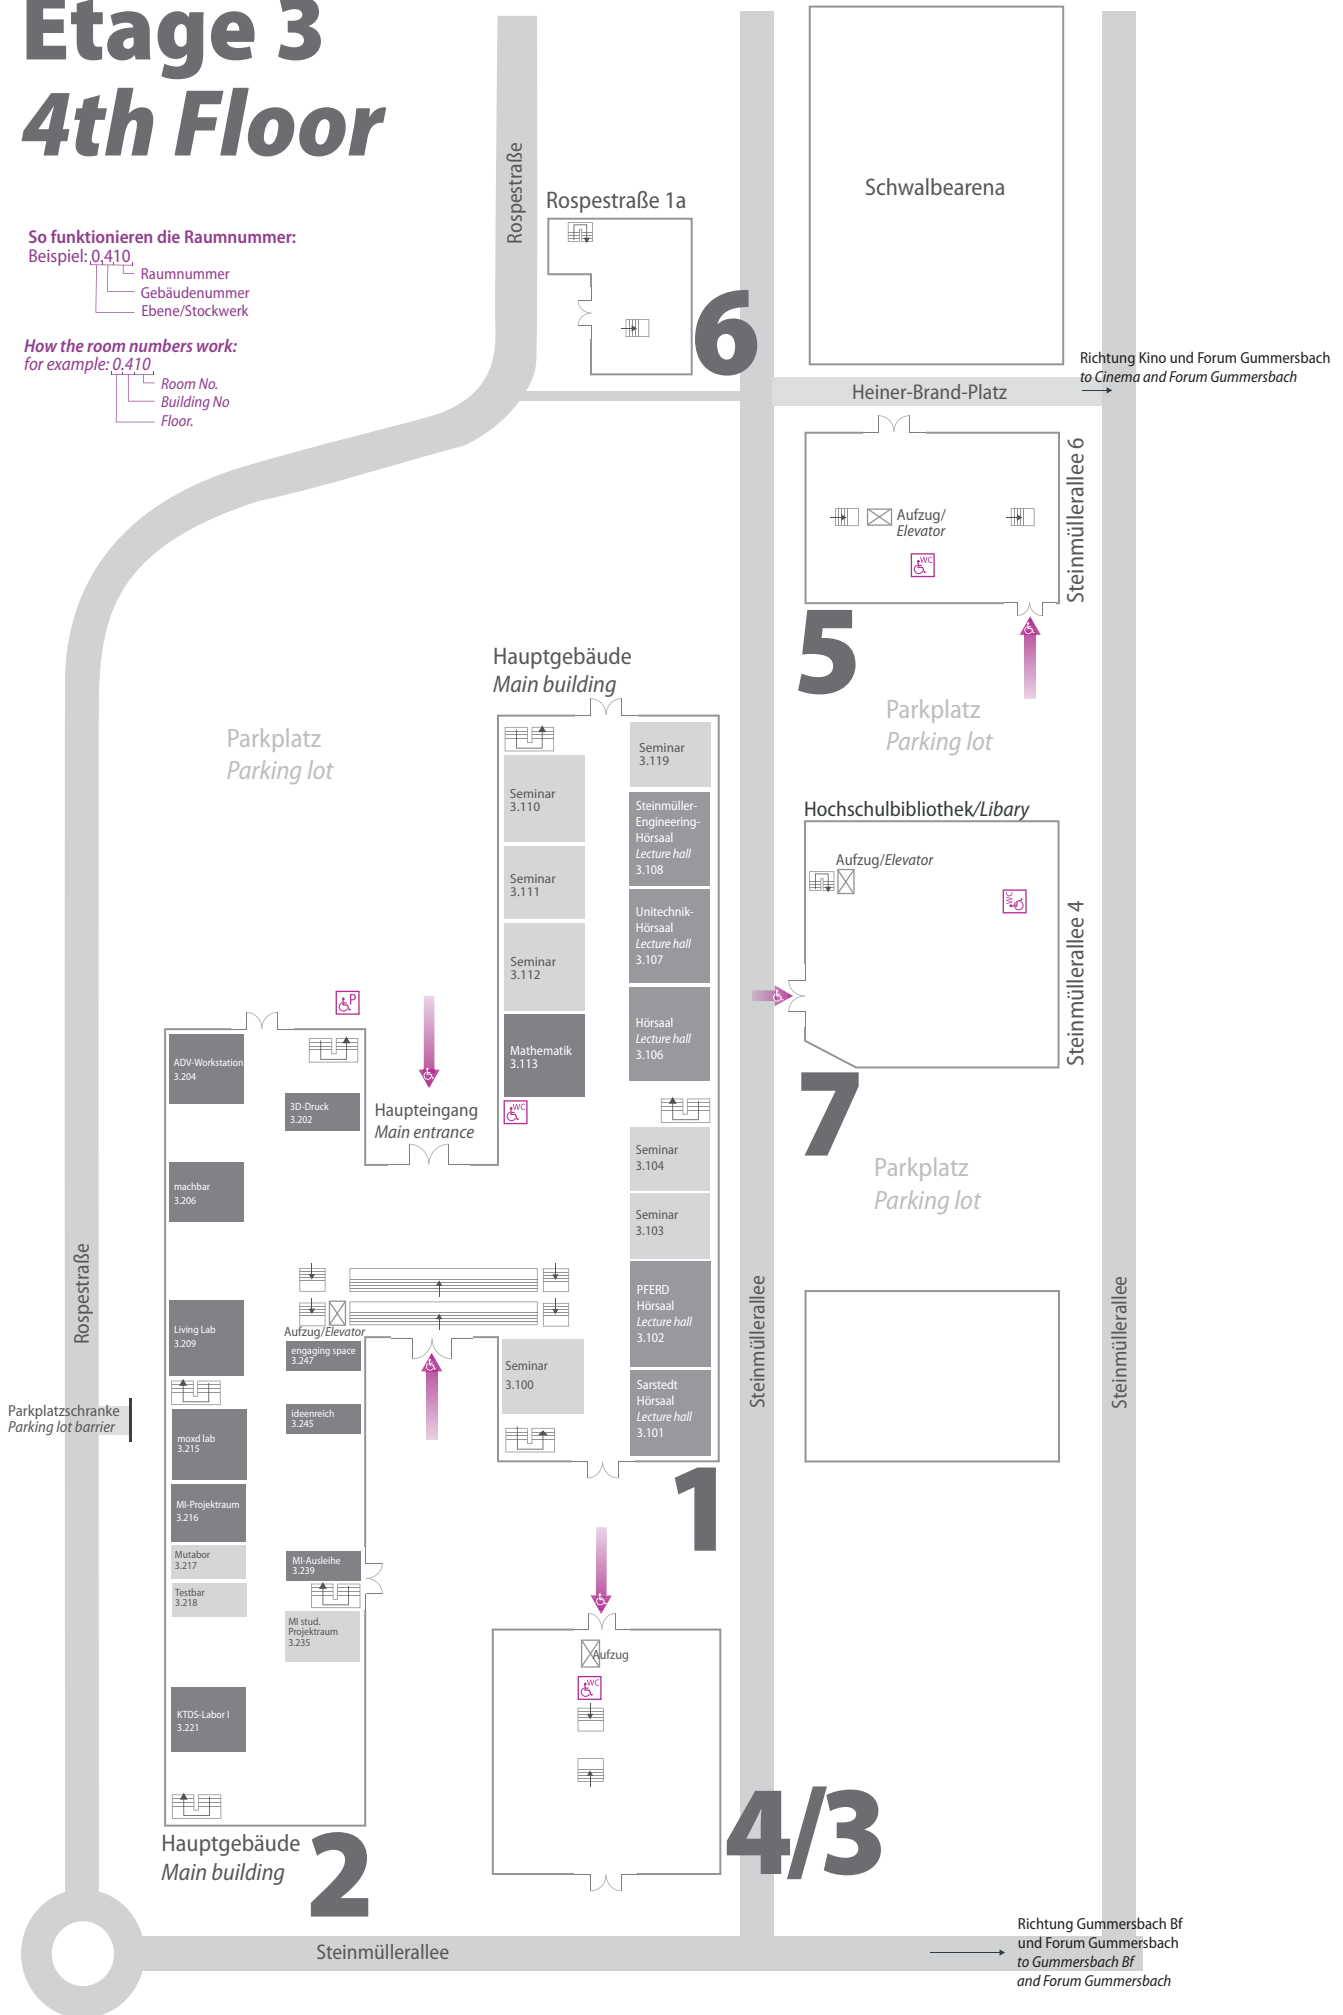 Etage 3
4th Floor
So funktionieren die Raumnummer:
Beispiel: 0.410
Raumnummer
Gebäudenummer
Ebene/Stockwerk
How the room numbers work:
for example: 0.410
Room No.
Building No
Floor.
Rospestraße
Rospestraße 1a
6
Schwalbearena
Richtung Kino und Forum Gummersbach
to Cinema and Forum Gummersbach
Heiner-Brand-Platz
Aufzug/
Elevator
WC
Steinmüllerallee 6
5
Parkplatz
Parking lot
Hauptgebäude
Main building
Parkplatz
Parking lot
Seminar
3.119
Seminar
3.110
Steinmüller-
Engineering-
Hörsaal
Lecture hall
3.108
Seminar
3.111
Unitechnik-
Hörsaal
Lecture hall
3.107
Seminar
3.112
Hörsaal
Lecture hall
3.106
Mathematik
3.113
WC
Seminar
3.104
Seminar
3.103
PFERD
Hörsaal
Lecture hall
3.102
Sarstedt
Hörsaal
Lecture hall
3.101
Seminar
3.100
1
Hochschulbibliothek/Libary
Aufzug/Elevator
WC
Steinmüllerallee 4
7
Parkplatz
Parking lot
P
Haupteingang
Main entrance
ADV-Workstation
3.204
3D-Druck
3.202
machbar
3.206
Living Lab
3.209
Aufzug/Elevator
engaging space
3.247
ideenreich
3.245
moxd lab
3.215
MI-Projektraum
3.216
Mutabor
3.217
Testbar
3.218
MI-Ausleihe
3.239
MI stud.
Projektraum
3.235
KTDS-Labor I
3.221
Hauptgebäude
Main building
2
Rospestraße
Parkplatzschranke
Parking lot barrier
Steinmüllerallee
Steinmüllerallee
Aufzug
WC
4/3
Steinmüllerallee
Richtung Gummersbach Bf
und Forum Gummersbach
to Gummersbach Bf
and Forum Gummersbach